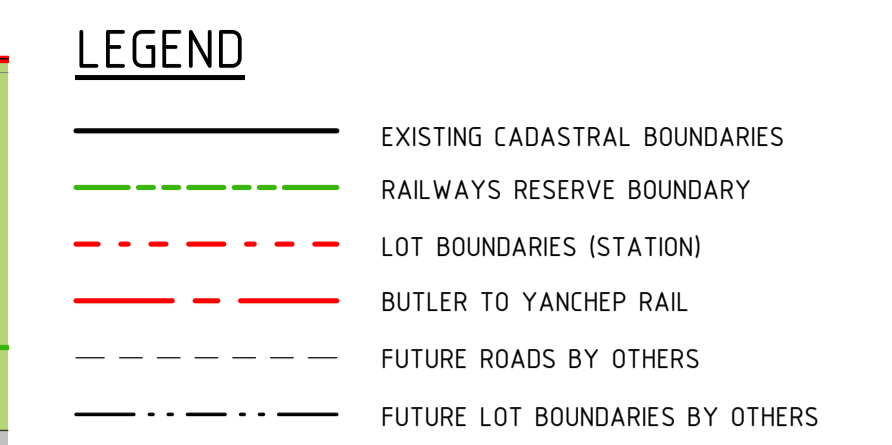 LEGEND
EXISTING CADASTRAL BOUNDARIES
RAILWAYS RESERVE BOUNDARY
LOT BOUNDARIES (STATION)
BUTLER TO YANCHEP RAIL
FUTURE ROADS BY OTHERS
FUTURE LOT BOUNDARIES BY OTHERS